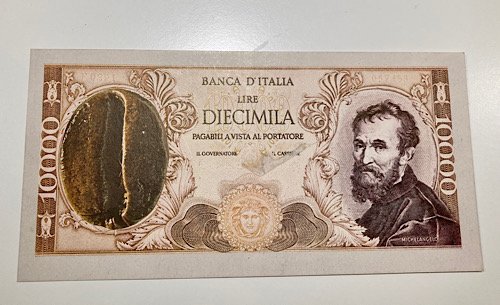 BANCA D'ITALIA
LIRE
DIECIMILA
PAGABILI A VISTA AL PORTATORE
IL GOVERNATORE IL CASSIERE
10000
10000
MICHELANGELO